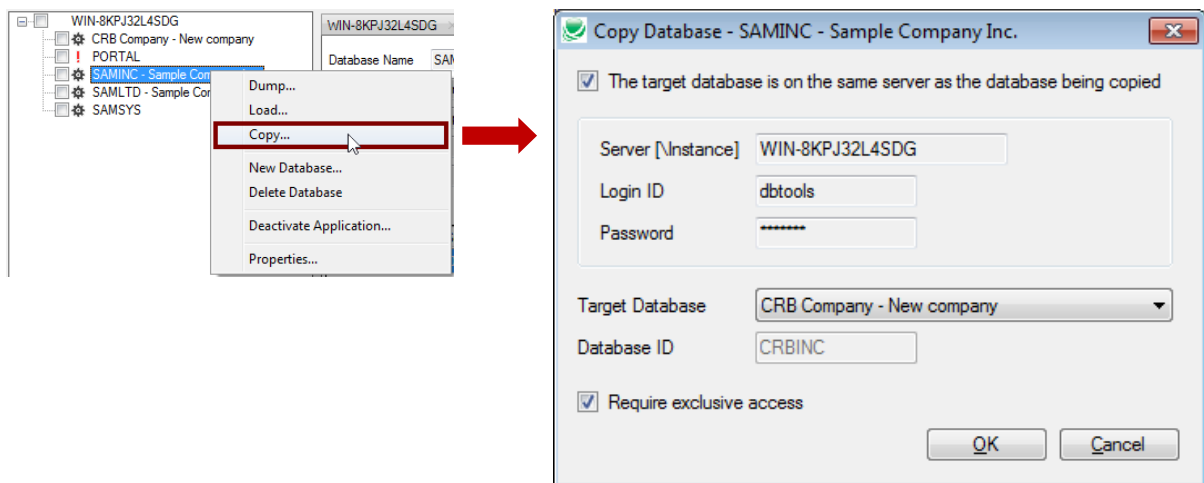 WIN-8KPJ32L4SDG
CRB Company - New company
! PORTAL
SAMINC - Sample Com
SAMLTD - Sample Cor
SAMSYS
WIN-8KPJ32L4SDG
Database Name SAM
Dump...
Load...
Copy...
New Database...
Delete Database
Deactivate Application...
Properties...
Copy Database - SAMINC - Sample Company Inc.
The target database is on the same server as the database being copied
Server [\Instance] WIN-8KPJ32L4SDG
Login ID dbtools
Password *******
Target Database CRB Company - New company
Database ID CRBINC
Require exclusive access
OK Cancel